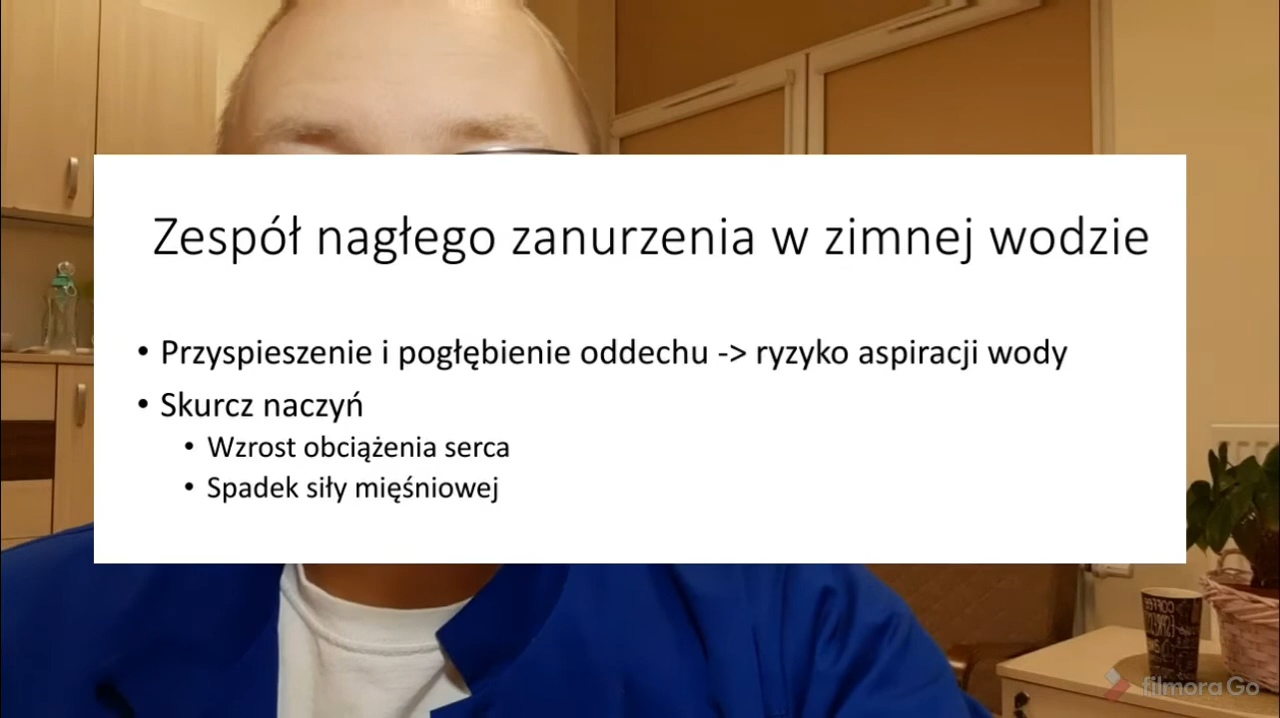 Zespół nagłego zanurzenia w zimnej wodzie
• Przyspieszenie i pogłębienie oddechu -> ryzyko aspiracji wody
• Skurcz naczyń
• Wzrost obciążenia serca
• Spadek siły mięśniowej
COFFEE
filmora Go